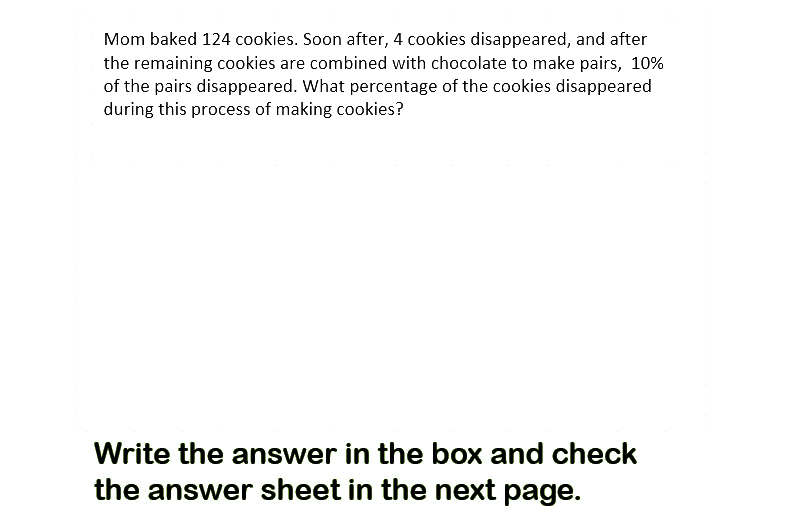 Mom baked 124 cookies. Soon after, 4 cookies disappeared, and after
the remaining cookies are combined with chocolate to make pairs, 10%
of the pairs disappeared. What percentage of the cookies disappeared
during this process of making cookies?
Write the answer in the box and check
the answer sheet in the next page.